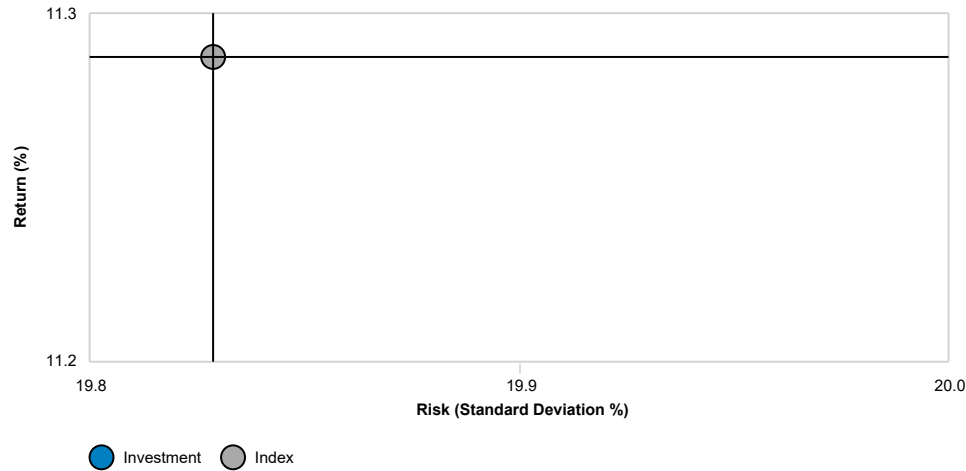 11.3
Return (%)
11.2
19.8 19.9 20.0
Risk (Standard Deviation %)
Investment Index